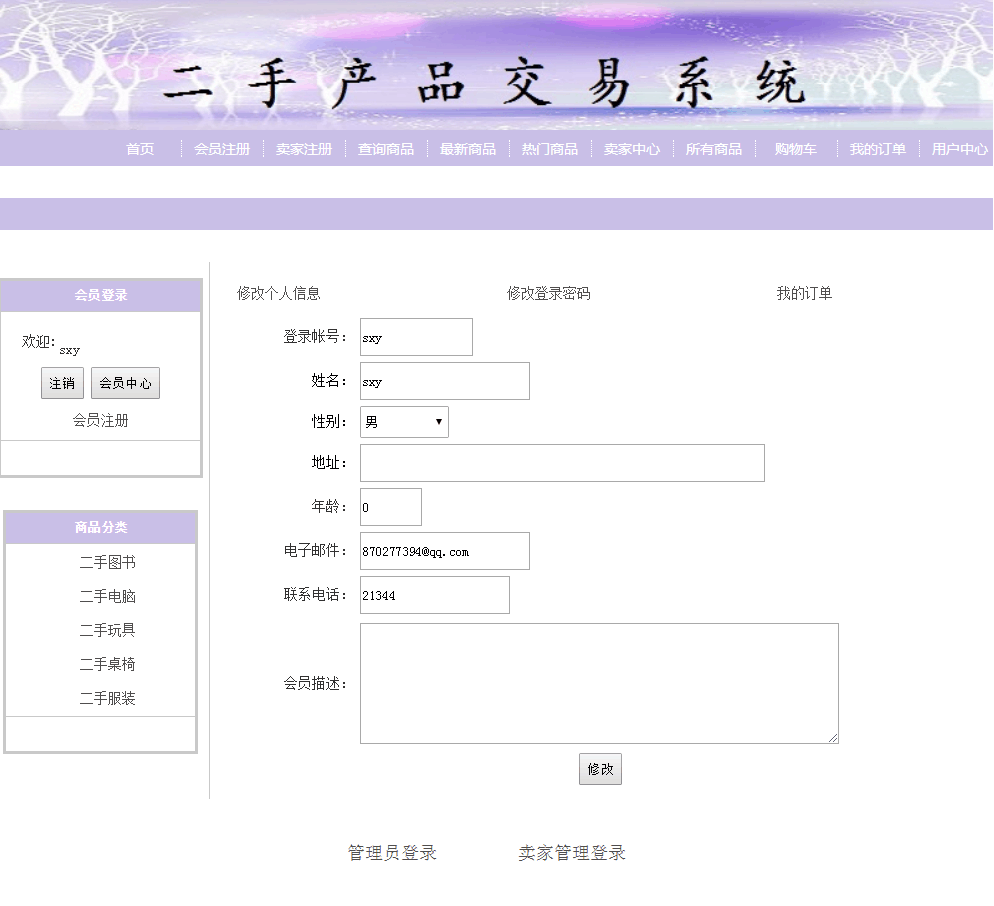 二手产品交易系统
首页 会员注册 卖家注册 查询商品 最新商品 热门商品 卖家中心 所有商品 购物车 我的订单 用户中心
会员登录
欢迎: sxy
注销 会员中心
会员注册
商品分类
二手图书
二手电脑
二手玩具
二手桌椅
二手服装
修改个人信息 修改登录密码 我的订单
登录帐号： sxy
姓名： sxy
性别： 男
地址：
年龄： 0
电子邮件： 870277394@qq.com
联系电话： 21344
会员描述：
修改
管理员登录 卖家管理登录